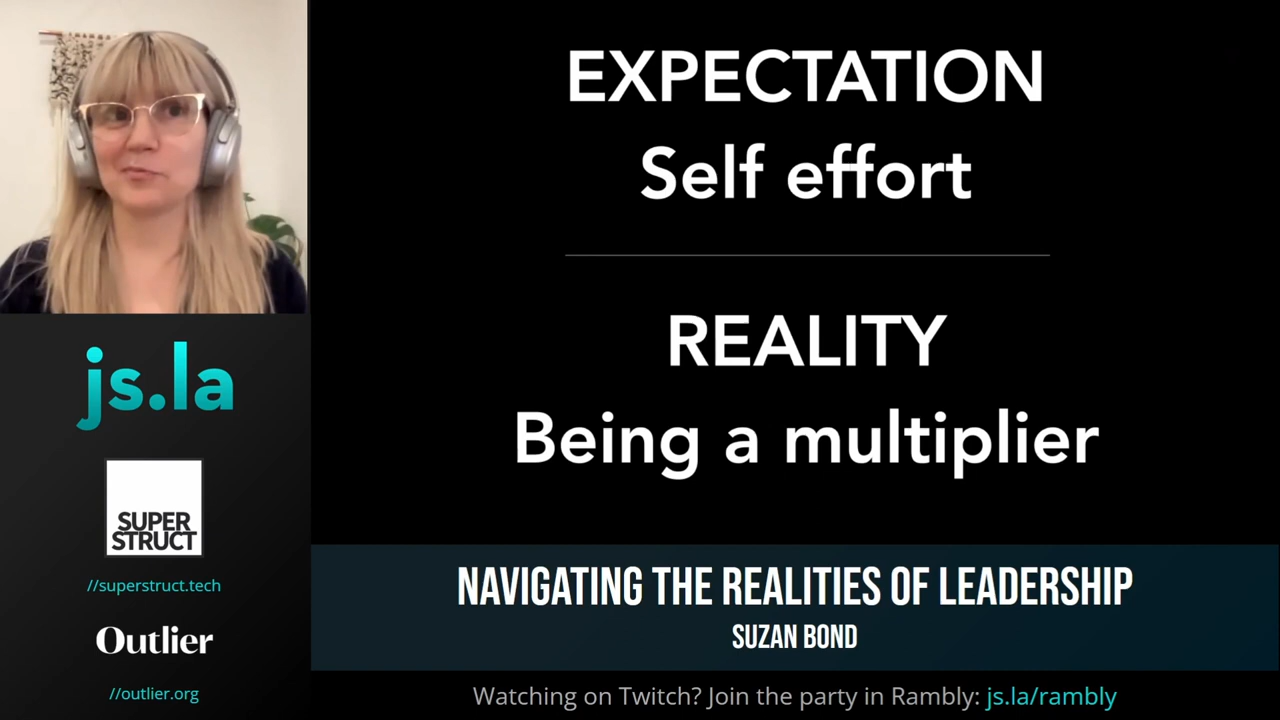 EXPECTATION
Self effort
REALITY
Being a multiplier
js.la
SUPER
STRUCT
//superstruct.tech
Outlier
//outlier.org
NAVIGATING THE REALITIES OF LEADERSHIP
SUZAN BOND
Watching on Twitch? Join the party in Rambly: js.la/rambly